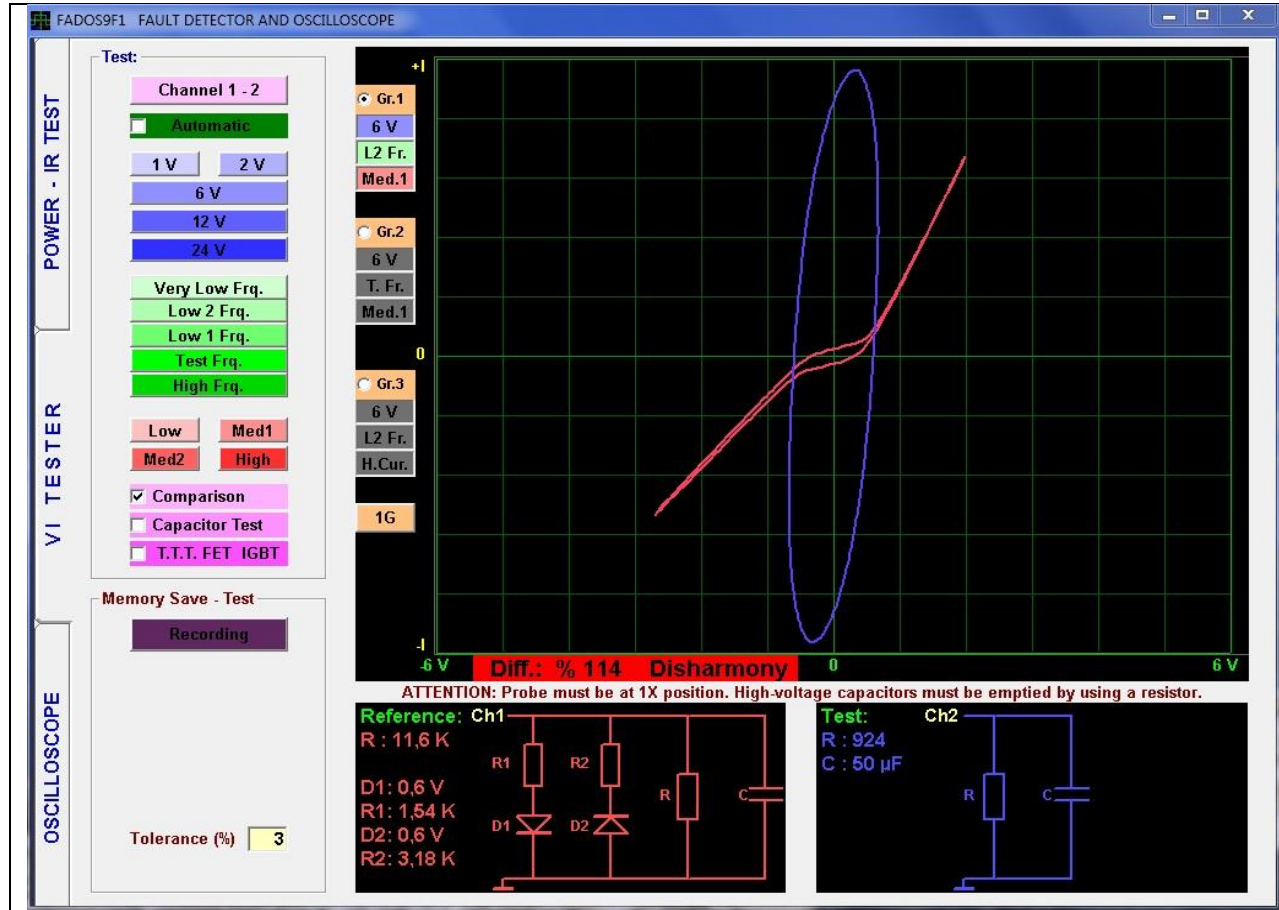 FADOS9F1 FAULT DETECTOR AND OSCILLOSCOPE
POWER - IR TEST
VI TESTER
OSCILLOSCOPE
Test:
Channel 1 - 2
Automatic
1 V
2 V
6 V
12 V
24 V
Very Low Frq.
Low 2 Frq.
Low 1 Frq.
Test Frq.
High Frq.
Low
Med1
Med2
High
Comparison
Capacitor Test
T.T.T. FET IGBT
Memory Save - Test
Recording
Tolerance (%) 3
Gr.1
6 V
L2 Fr.
Med.1
Gr.2
6 V
T. Fr.
Med.1
Gr.3
6 V
L2 Fr.
H.Cur.
1G
+I
0
-I
-6 V
Diff.: % 114 Disharmony
0
6 V
ATTENTION: Probe must be at 1X position. High-voltage capacitors must be emptied by using a resistor.
Reference: Ch1
R : 11,6 K
D1: 0,6 V
R1: 1,54 K
D2: 0,6 V
R2: 3,18 K
R1
R2
R
C
D1
D2
Test: Ch2
R : 924
C : 50 µF
R
C